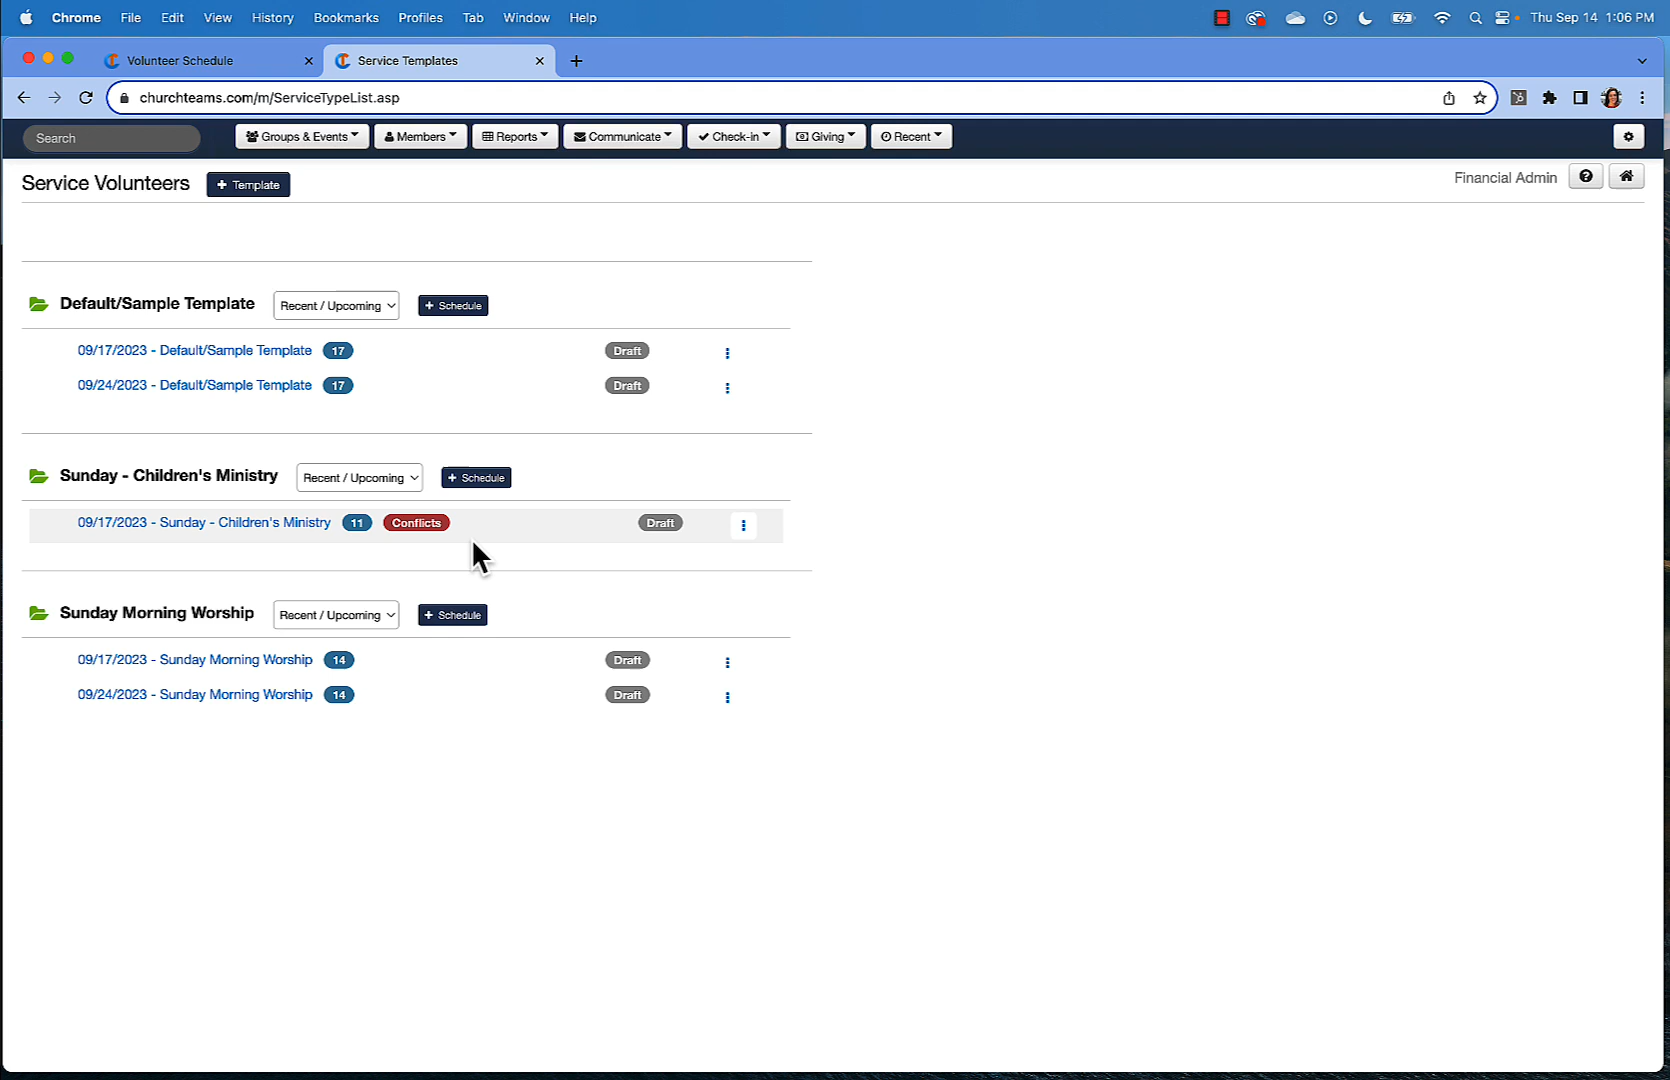 Chrome File Edit View History Bookmarks Profiles Tab Window Help Thu Sep 14 1:06 PM
Volunteer Schedule Service Templates
churchteams.com/m/ServiceTypeList.asp
Search Groups & Events Members Reports Communicate Check-in Giving Recent
Service Volunteers + Template Financial Admin
Default/Sample Template Recent / Upcoming + Schedule
09/17/2023 - Default/Sample Template 17 Draft
09/24/2023 - Default/Sample Template 17 Draft
Sunday - Children's Ministry Recent / Upcoming + Schedule
09/17/2023 - Sunday - Children's Ministry 11 Conflicts Draft
Sunday Morning Worship Recent / Upcoming + Schedule
09/17/2023 - Sunday Morning Worship 14 Draft
09/24/2023 - Sunday Morning Worship 14 Draft